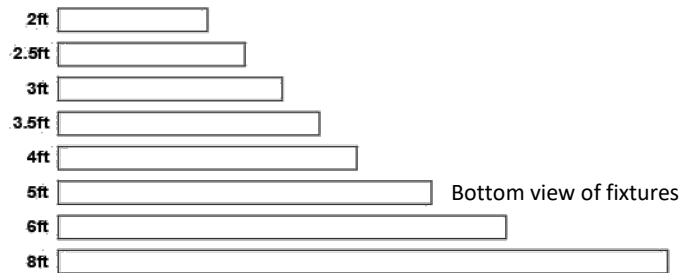 2ft
2.5ft
3ft
3.5ft
4ft
5ft Bottom view of fixtures
6ft
8ft